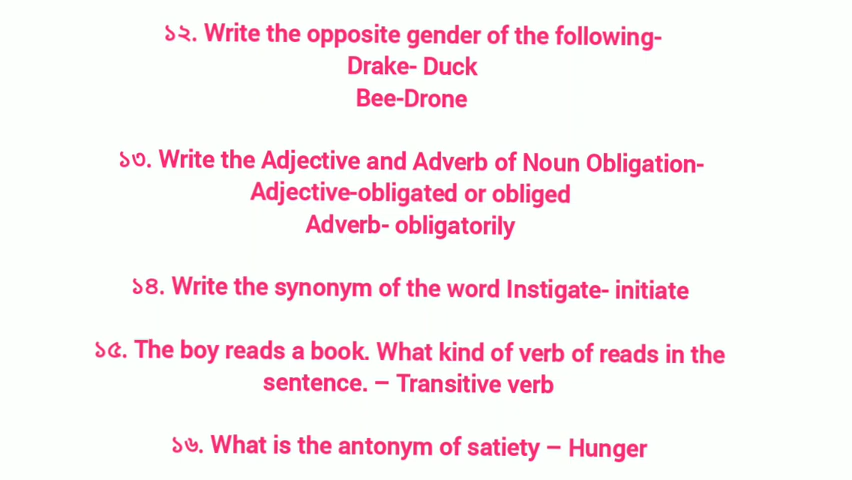 ১২. Write the opposite gender of the following-
Drake- Duck
Bee-Drone
১৩. Write the Adjective and Adverb of Noun Obligation-
Adjective-obligated or obliged
Adverb- obligatorily
১৪. Write the synonym of the word Instigate- initiate
১৫. The boy reads a book. What kind of verb of reads in the
sentence. – Transitive verb
১৬. What is the antonym of satiety – Hunger